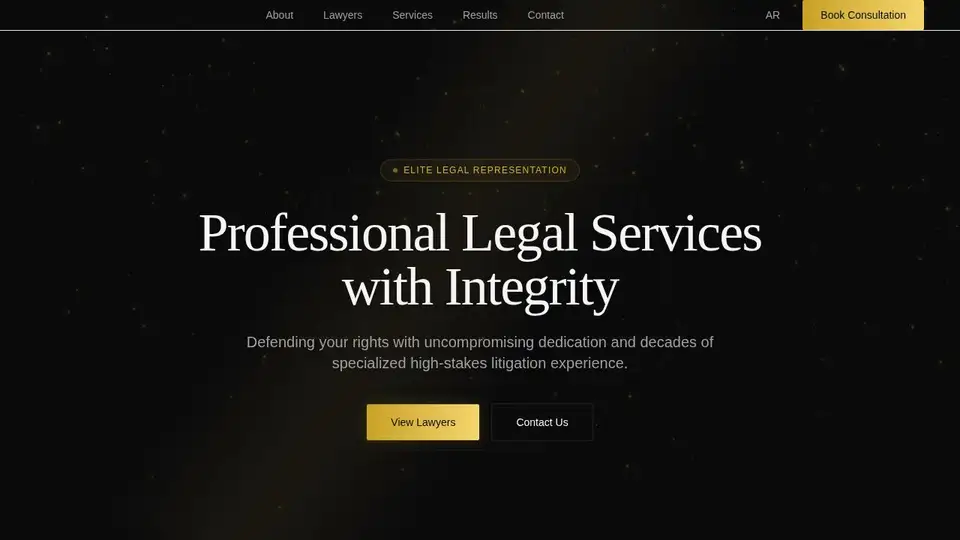 About Lawyers Services Results Contact AR Book Consultation
ELITE LEGAL REPRESENTATION
Professional Legal Services
with Integrity
Defending your rights with uncompromising dedication and decades of
specialized high-stakes litigation experience.
View Lawyers Contact Us